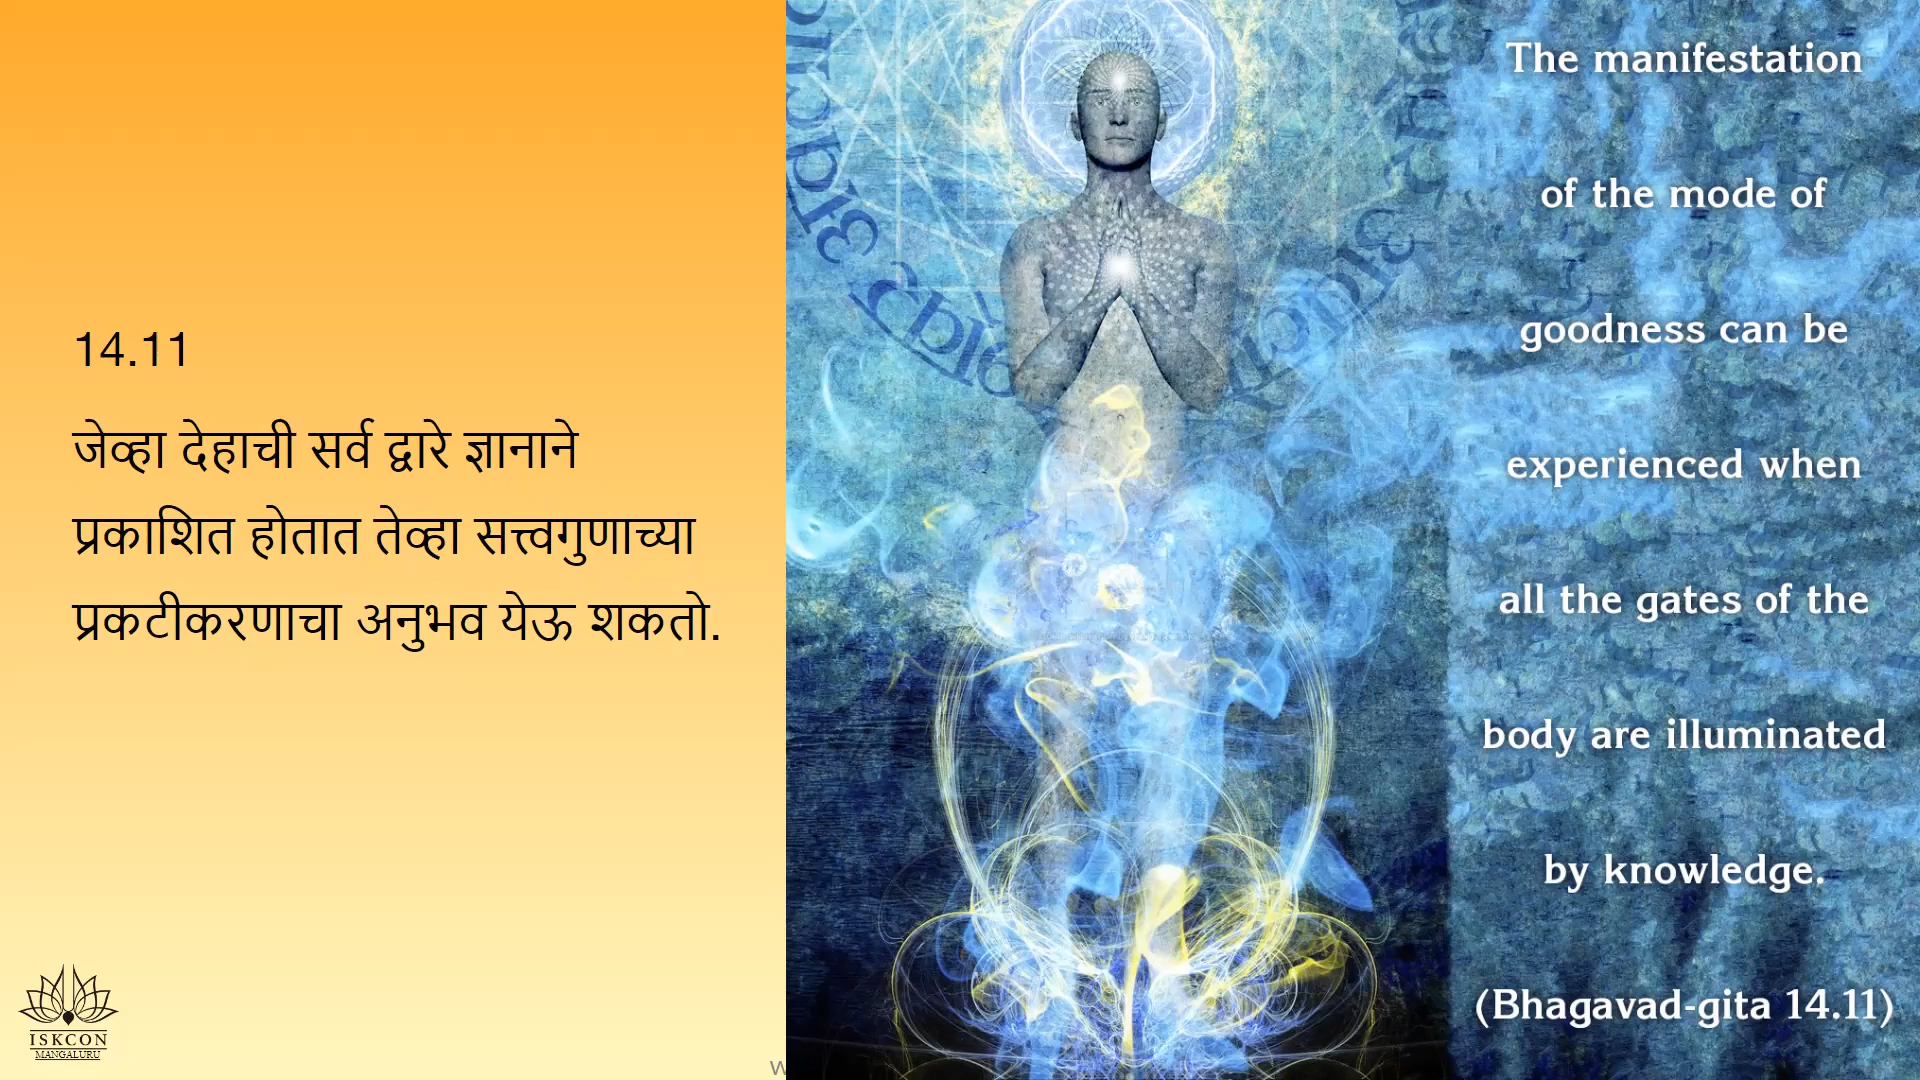 14.11
जेव्हा देहाची सर्व द्वारे ज्ञानाने
प्रकाशित होतात तेव्हा सत्त्वगुणाच्या
प्रकटीकरणाचा अनुभव येऊ शकतो.
ISKCON
MANGALURU
The manifestation
of the mode of
goodness can be
experienced when
all the gates of the
body are illuminated
by knowledge.
(Bhagavad-gita 14.11)